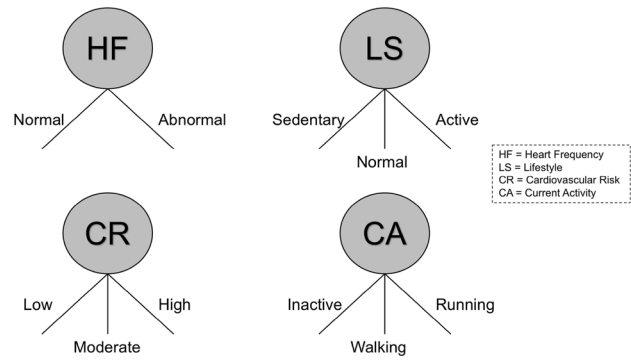 HF
Normal
Abnormal
LS
Sedentary
Active
Normal
HF = Heart Frequency
LS = Lifestyle
CR = Cardiovascular Risk
CA = Current Activity
CR
Low
High
Moderate
CA
Inactive
Running
Walking